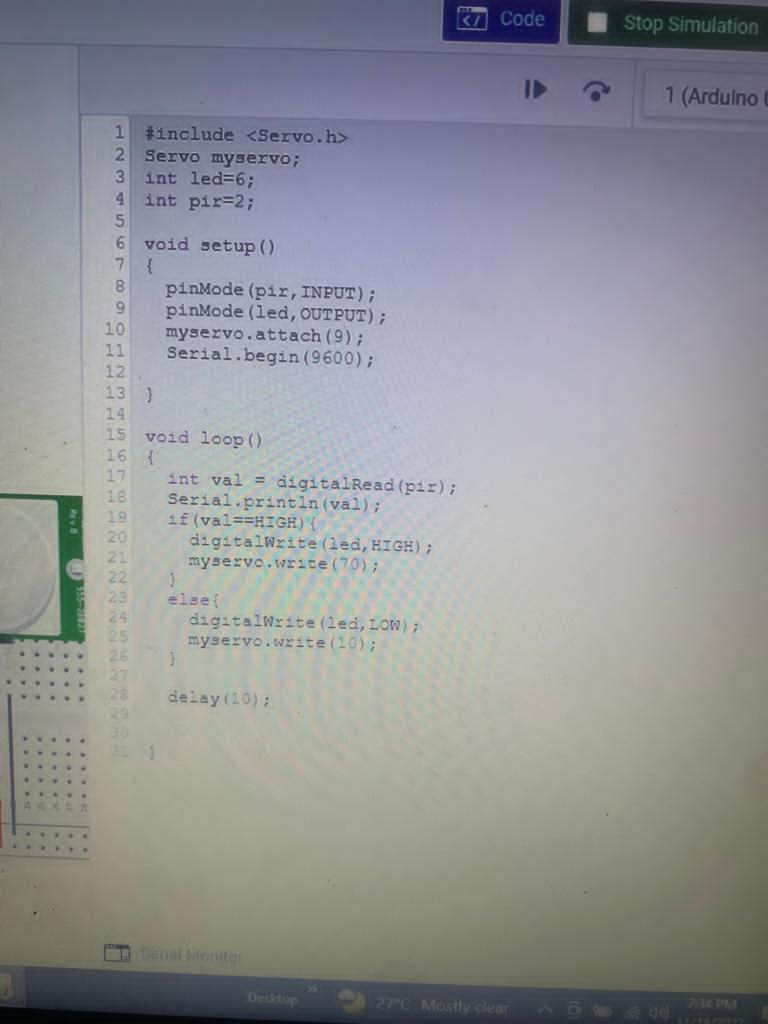 Code
Stop Simulation
1 (Arduino
1 #include <Servo.h>
2 Servo myservo;
3 int led=6;
4 int pir=2;
5
6 void setup()
7 {
8 pinMode(pir,INPUT);
9 pinMode(led,OUTPUT);
10 myservo.attach(9);
11 Serial.begin(9600);
12
13 }
14
15 void loop()
16 {
17 int val = digitalRead(pir);
18 Serial.println(val);
19 if(val==HIGH){
20 digitalWrite(led,HIGH);
21 myservo.write(70);
22 }
23 else{
24 digitalWrite(led,LOW);
25 myservo.write(10);
26 }
27
28 delay(10);
29
30
31 }
Rev B
Serial Monitor
Desktop
27°C Mostly clear
7:34 PM